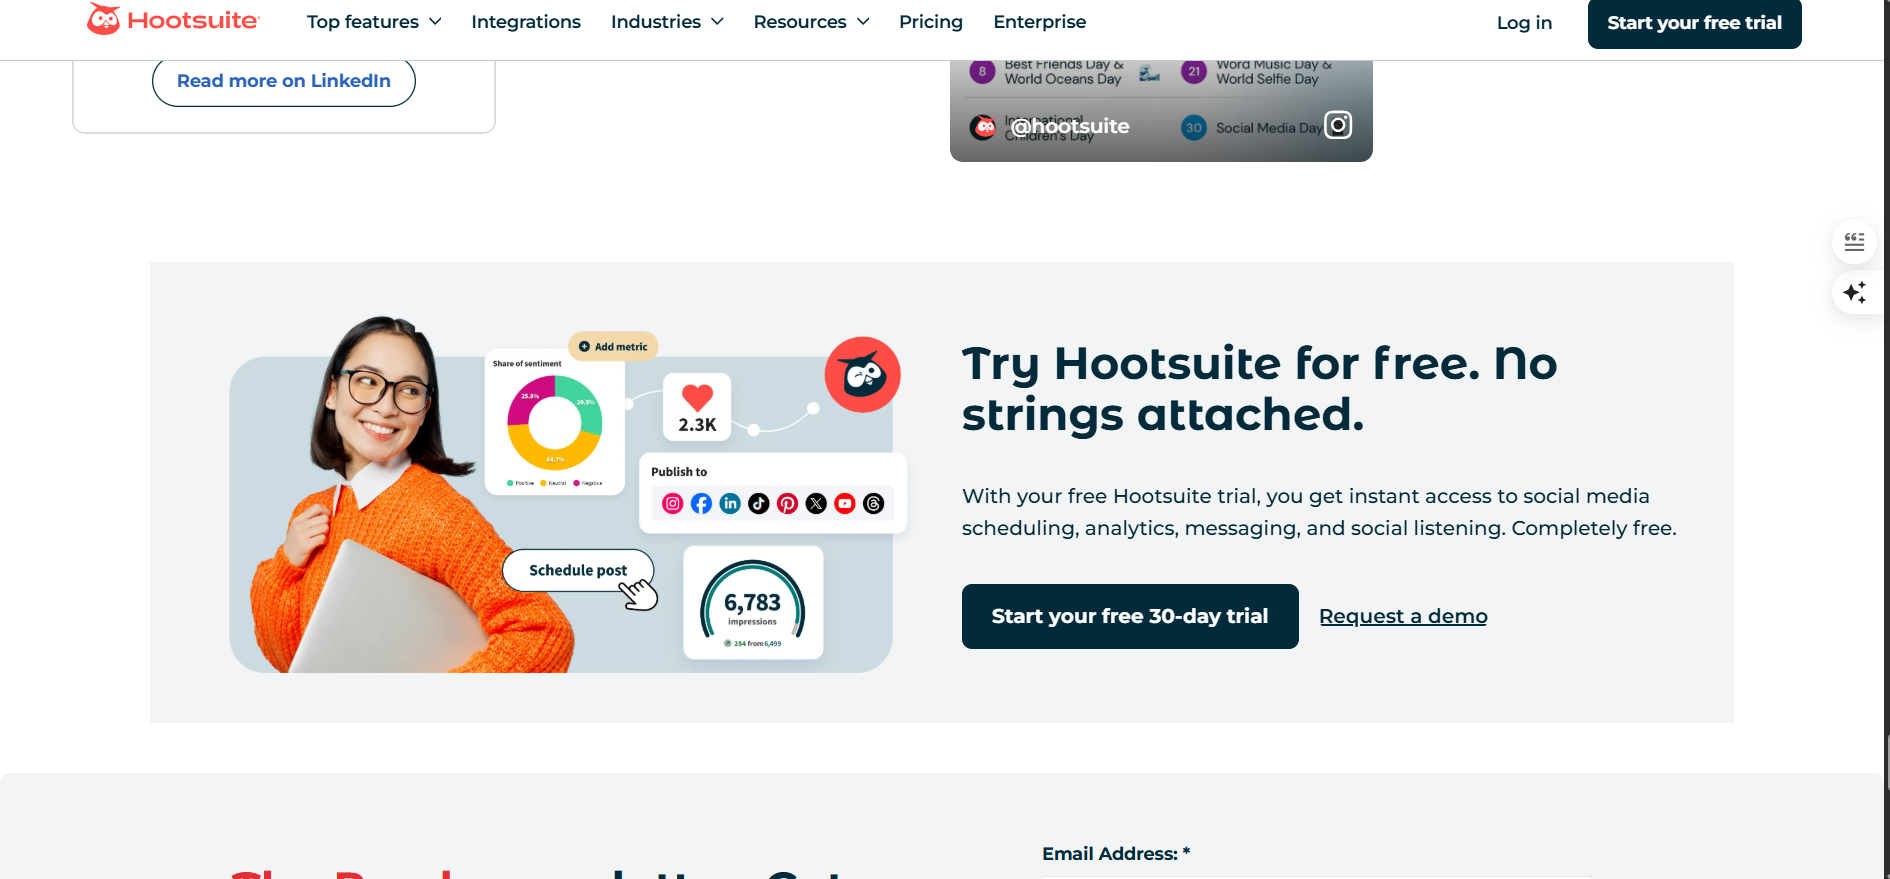 Hootsuite
Top features
Integrations
Industries
Resources
Pricing
Enterprise
Log in
Start your free trial
Read more on LinkedIn
8
Best Friends Day &
World Oceans Day
21
Word Music Day &
World Selfie Day
International
Children's Day
@hootsuite
30
Social Media Day
Add metric
Share of sentiment
25.8%
29.5%
44.7%
Positive
Neutral
Negative
2.3K
Publish to
Schedule post
6,783
impressions
284 from 6,499
Try Hootsuite for free. No
strings attached.
With your free Hootsuite trial, you get instant access to social media
scheduling, analytics, messaging, and social listening. Completely free.
Start your free 30-day trial
Request a demo
Email Address: *